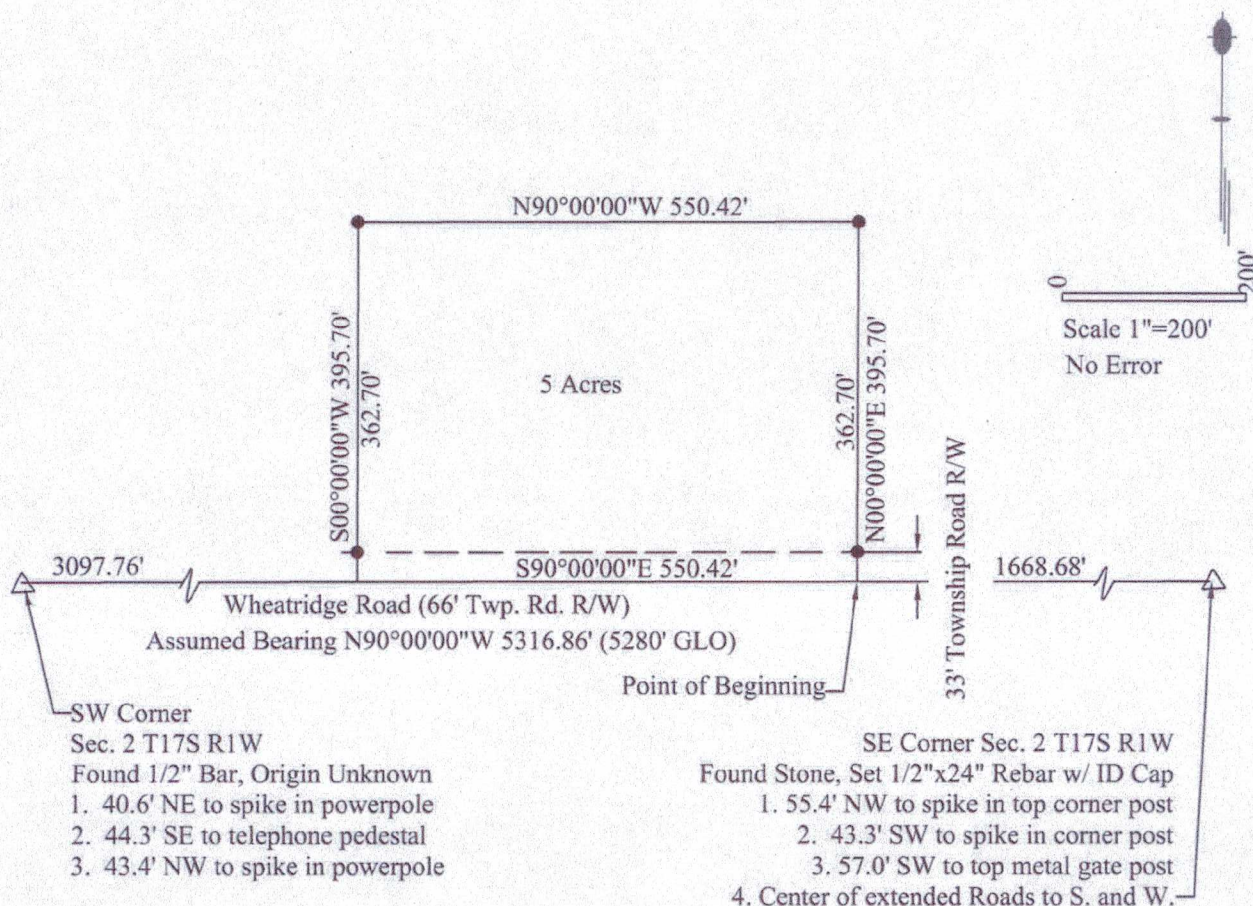 N90°00'00"W 550.42'
0
200'
Scale 1"=200'
No Error
S00°00'00"W 395.70'
362.70'
5 Acres
362.70'
N00°00'00"E 395.70'
33' Township Road R/W
3097.76'
S90°00'00"E 550.42'
1668.68'
Wheatridge Road (66' Twp. Rd. R/W)
Assumed Bearing N90°00'00"W 5316.86' (5280' GLO)
Point of Beginning
SW Corner
Sec. 2 T17S R1W
Found 1/2" Bar, Origin Unknown
1. 40.6' NE to spike in powerpole
2. 44.3' SE to telephone pedestal
3. 43.4' NW to spike in powerpole
SE Corner Sec. 2 T17S R1W
Found Stone, Set 1/2"x24" Rebar w/ ID Cap
1. 55.4' NW to spike in top corner post
2. 43.3' SW to spike in corner post
3. 57.0' SW to top metal gate post
4. Center of extended Roads to S. and W.